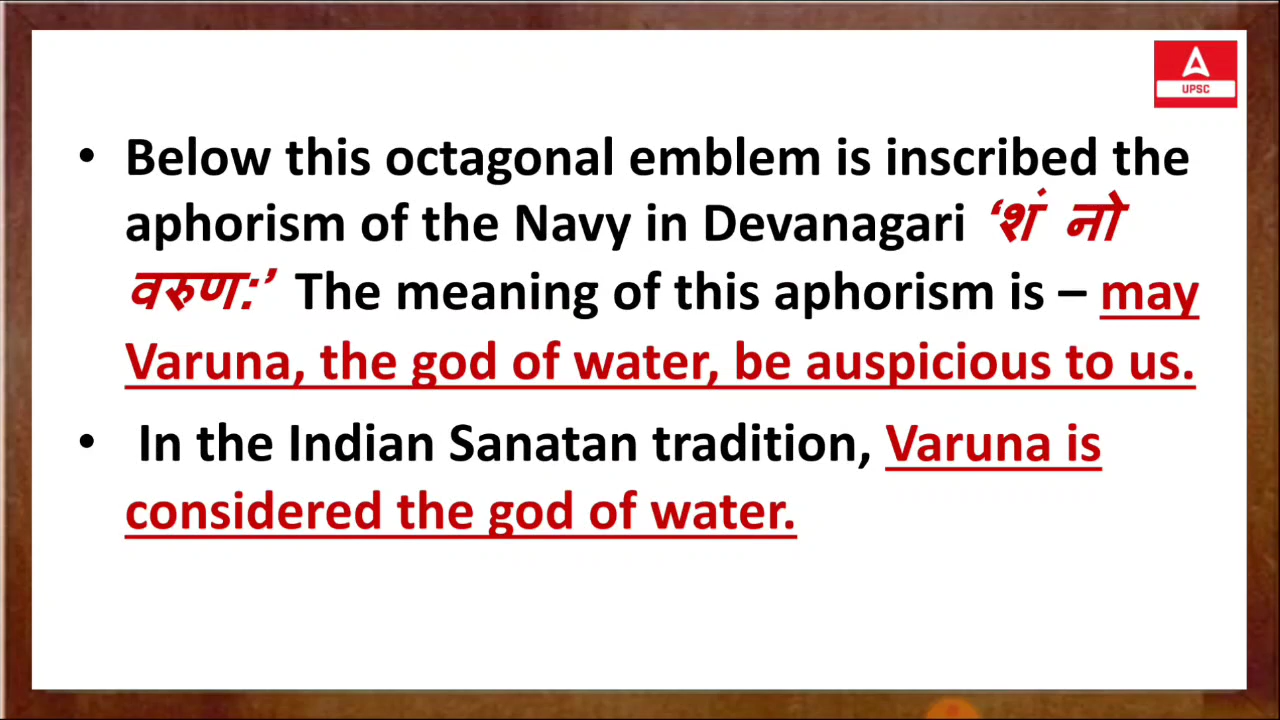 UPSC
• Below this octagonal emblem is inscribed the
aphorism of the Navy in Devanagari ‘शं नो
वरुण:’ The meaning of this aphorism is – may
Varuna, the god of water, be auspicious to us.
• In the Indian Sanatan tradition, Varuna is
considered the god of water.